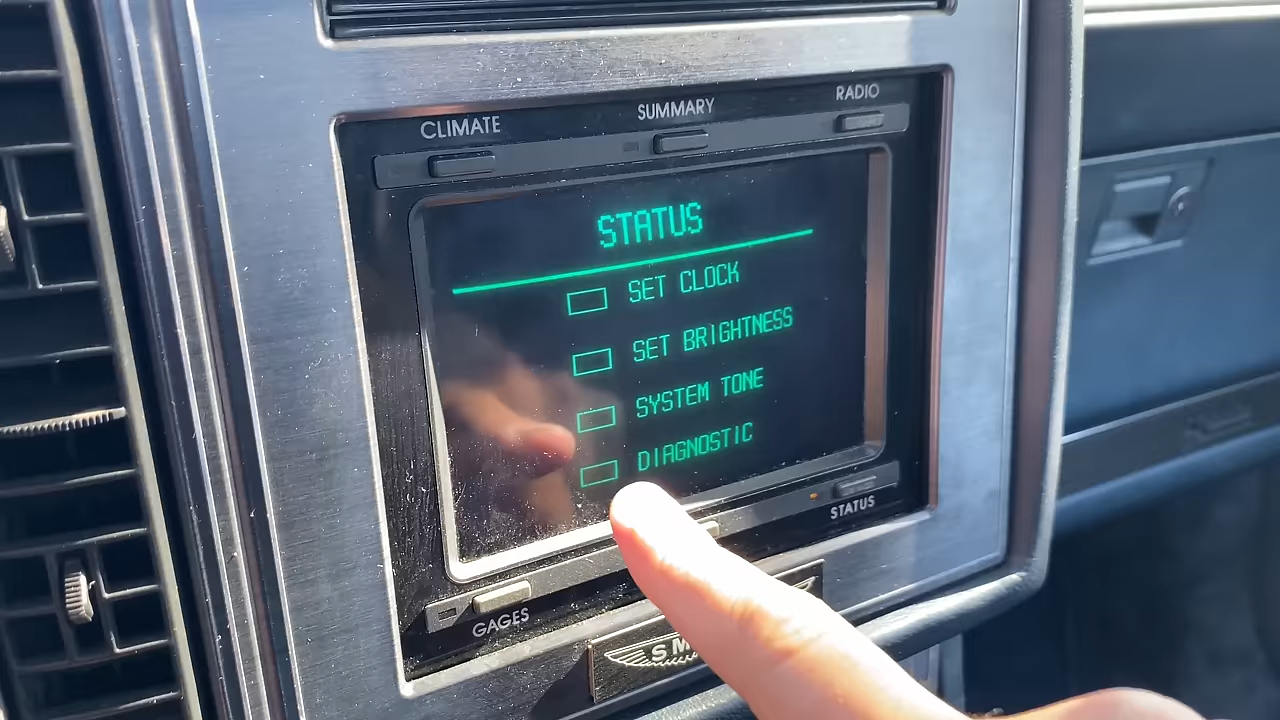 CLIMATE
SUMMARY
RADIO
STATUS
SET CLOCK
SET BRIGHTNESS
SYSTEM TONE
DIAGNOSTIC
GAGES
STATUS